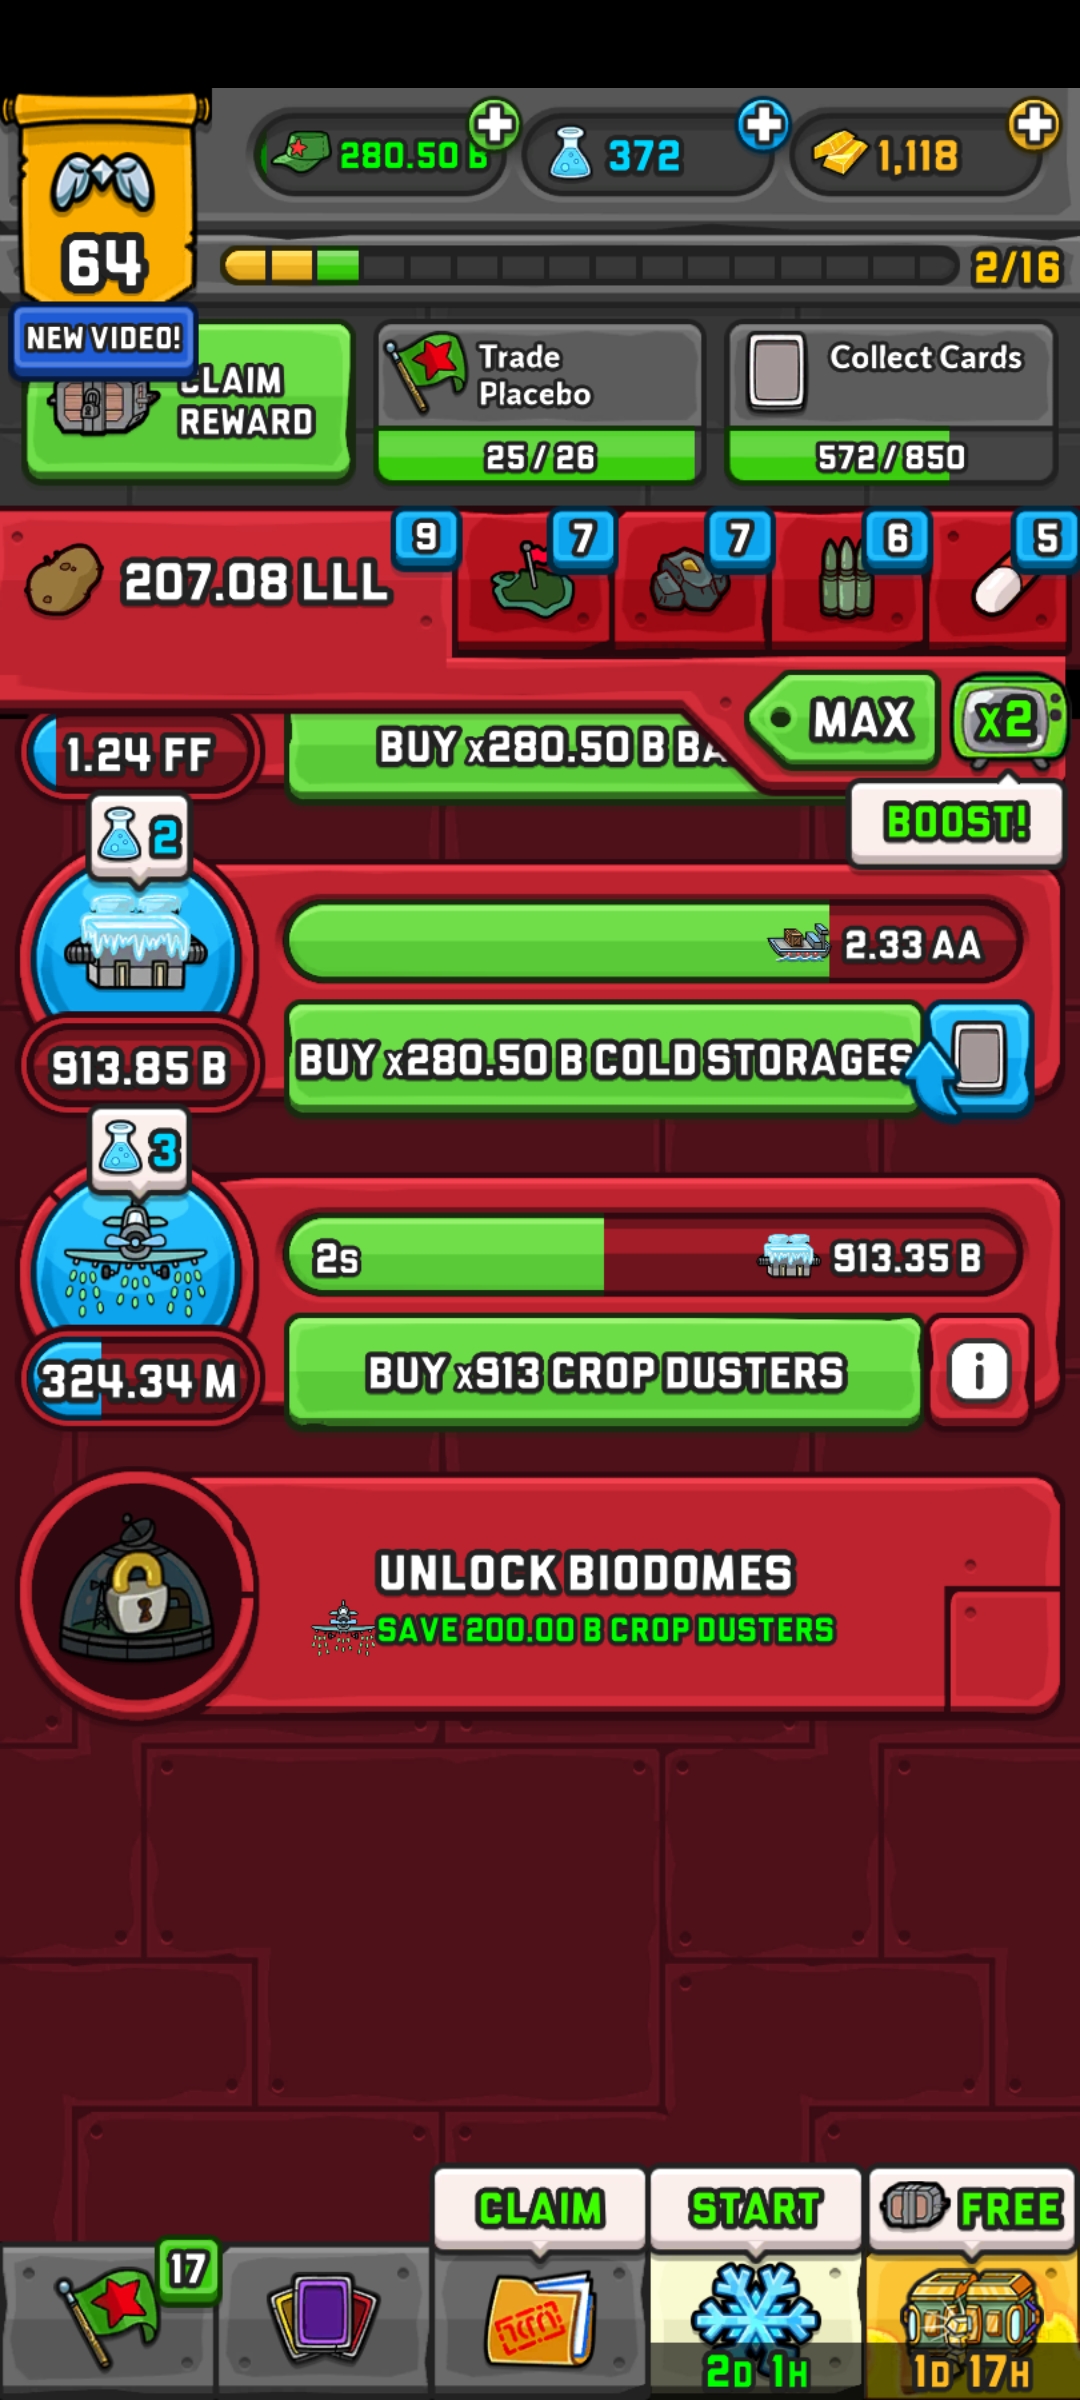 280.50 B
372
1,118
64
2/16
NEW VIDEO!
CLAIM
REWARD
Trade
Placebo
25/26
Collect Cards
572/850
207.08 LLL
9
7
7
6
5
MAX
x2
BOOST!
1.24 FF
BUY x280.50 B BA
2
2.33 AA
913.85 B
BUY x280.50 B COLD STORAGES
3
2s
913.35 B
324.34 M
BUY x913 CROP DUSTERS
i
UNLOCK BIODOMES
SAVE 200.00 B CROP DUSTERS
CLAIM
START
FREE
17
2D 1H
1D 17H